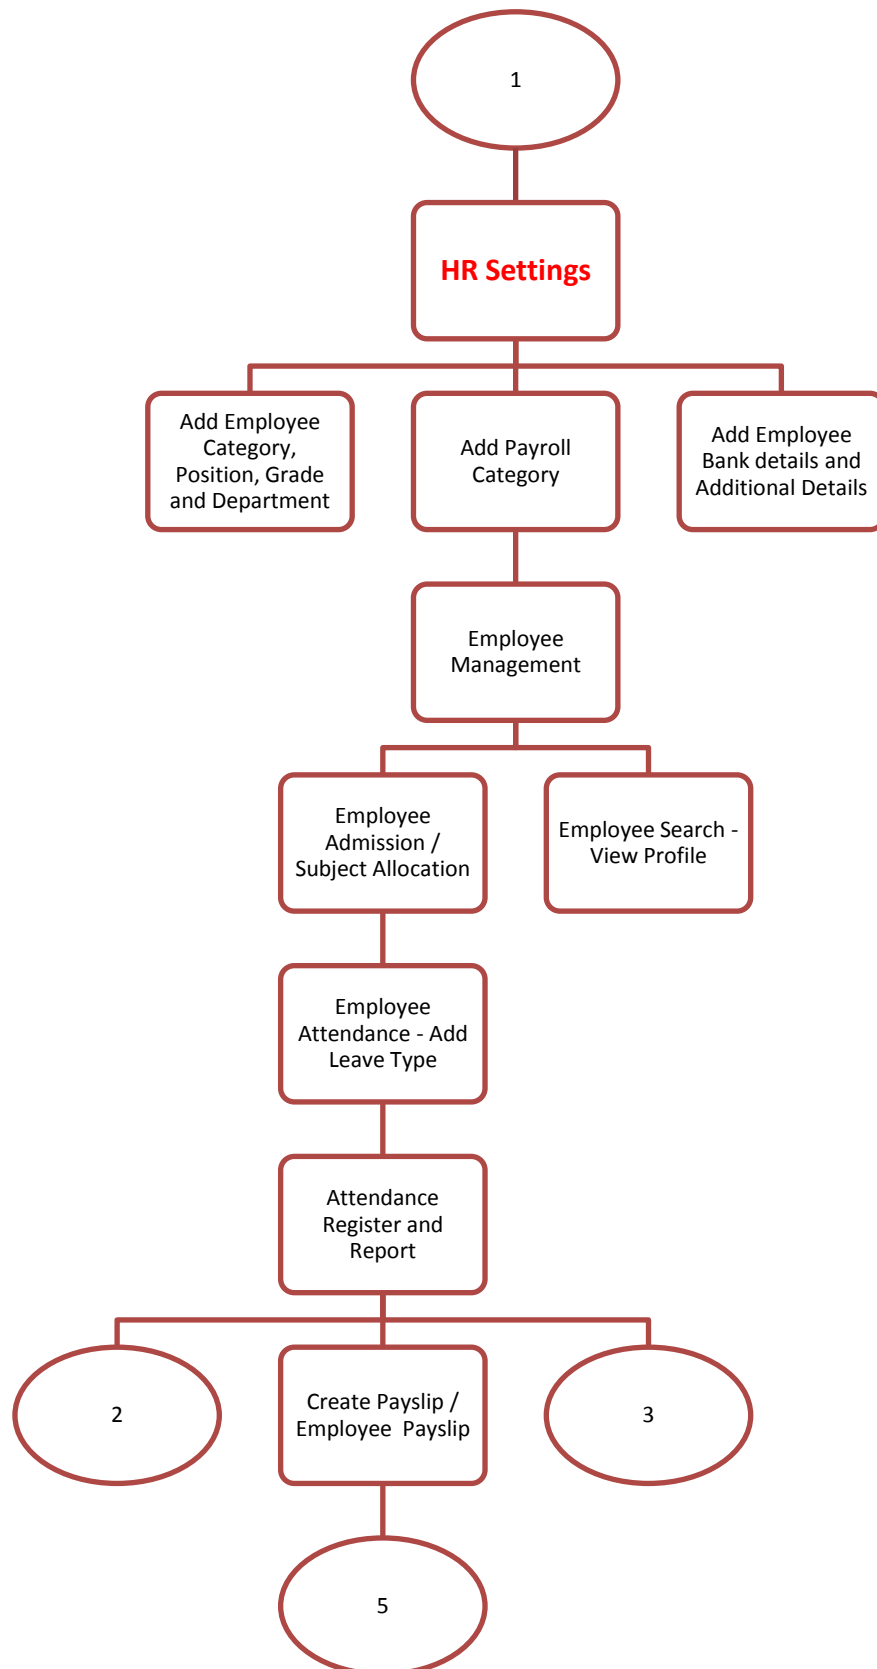 1
HR Settings
Add Employee
Category,
Position, Grade
and Department
Add Payroll
Category
Add Employee
Bank details and
Additional Details
Employee
Management
Employee
Admission /
Subject Allocation
Employee Search -
View Profile
Employee
Attendance - Add
Leave Type
Attendance
Register and
Report
2
Create Payslip /
Employee  Payslip
3
5